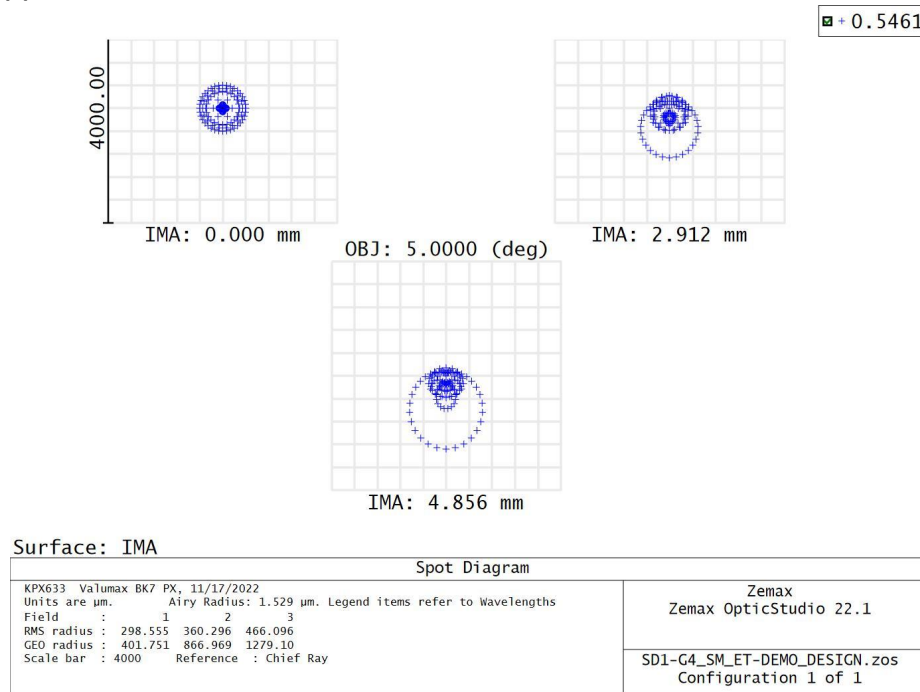 + 0.5461
4000.00
IMA: 0.000 mm
IMA: 2.912 mm
OBJ: 5.0000 (deg)
IMA: 4.856 mm
Surface: IMA
Spot Diagram
KPX633 Valumax BK7 PX, 11/17/2022
Units are µm. Airy Radius: 1.529 µm. Legend items refer to Wavelengths
Field : 1 2 3
RMS radius : 298.555 360.296 466.096
GEO radius : 401.751 866.969 1279.10
Scale bar : 4000 Reference : Chief Ray
Zemax
Zemax OpticStudio 22.1
SD1-G4_SM_ET-DEMO_DESIGN.zos
Configuration 1 of 1